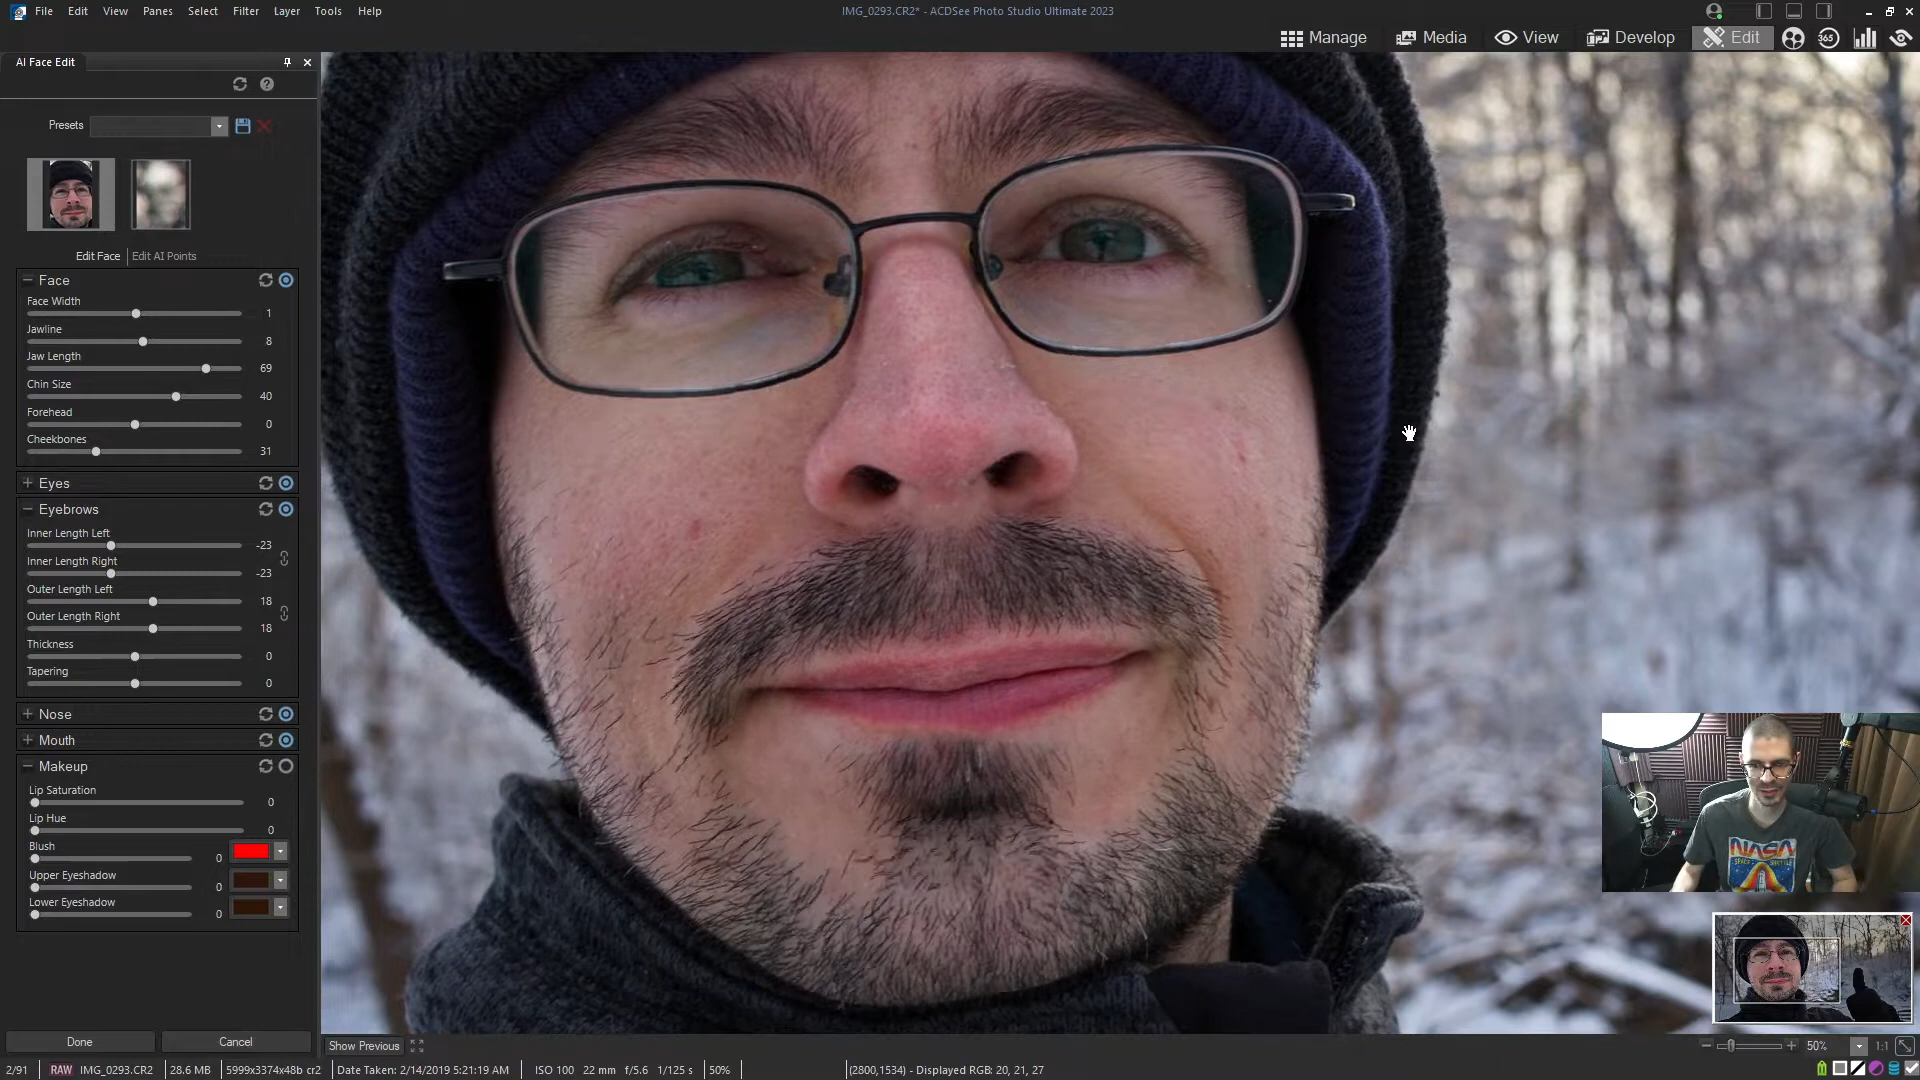 File Edit View Panes Select Filter Layer Tools Help
IMG_0293.CR2* - ACDSee Photo Studio Ultimate 2023
Manage Media View Develop Edit 365
AI Face Edit
Presets
Edit Face Edit AI Points
Face
Face Width 1
Jawline 8
Jaw Length 69
Chin Size 40
Forehead 0
Cheekbones 31
Eyes
Eyebrows
Inner Length Left -23
Inner Length Right -23
Outer Length Left 18
Outer Length Right 18
Thickness 0
Tapering 0
Nose
Mouth
Makeup
Lip Saturation 0
Lip Hue 0
Blush 0
Upper Eyeshadow 0
Lower Eyeshadow 0
NASA
SPACE SHUTTLE
Done Cancel
Show Previous 50% 1:1
2/91 RAW IMG_0293.CR2 28.6 MB 5999x3374x48b cr2 Date Taken: 2/14/2019 5:21:19 AM ISO 100 22 mm f/5.6 1/125 s 50% (2800,1534) - Displayed RGB: 20, 21, 27